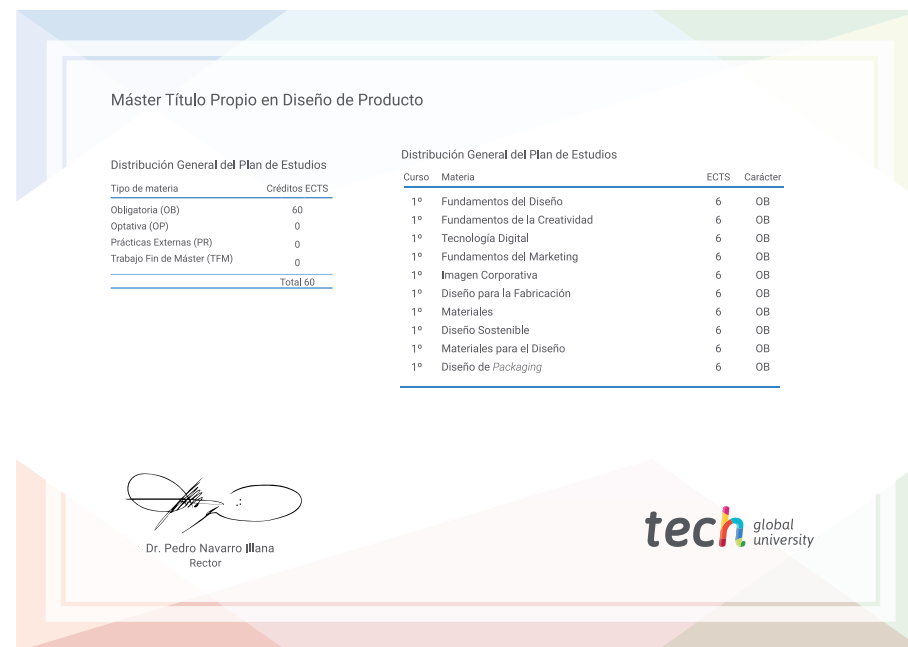 Máster Título Propio en Diseño de Producto
Distribución General del Plan de Estudios
Tipo de materia Créditos ECTS
Obligatoria (OB) 60
Optativa (OP) 0
Prácticas Externas (PR) 0
Trabajo Fin de Máster (TFM) 0
Total 60
Distribución General del Plan de Estudios
Curso Materia ECTS Carácter
1º Fundamentos del Diseño 6 OB
1º Fundamentos de la Creatividad 6 OB
1º Tecnología Digital 6 OB
1º Fundamentos del Marketing 6 OB
1º Imagen Corporativa 6 OB
1º Diseño para la Fabricación 6 OB
1º Materiales 6 OB
1º Diseño Sostenible 6 OB
1º Materiales para el Diseño 6 OB
1º Diseño de Packaging 6 OB
Dr. Pedro Navarro Illana
Rector
tech global
university